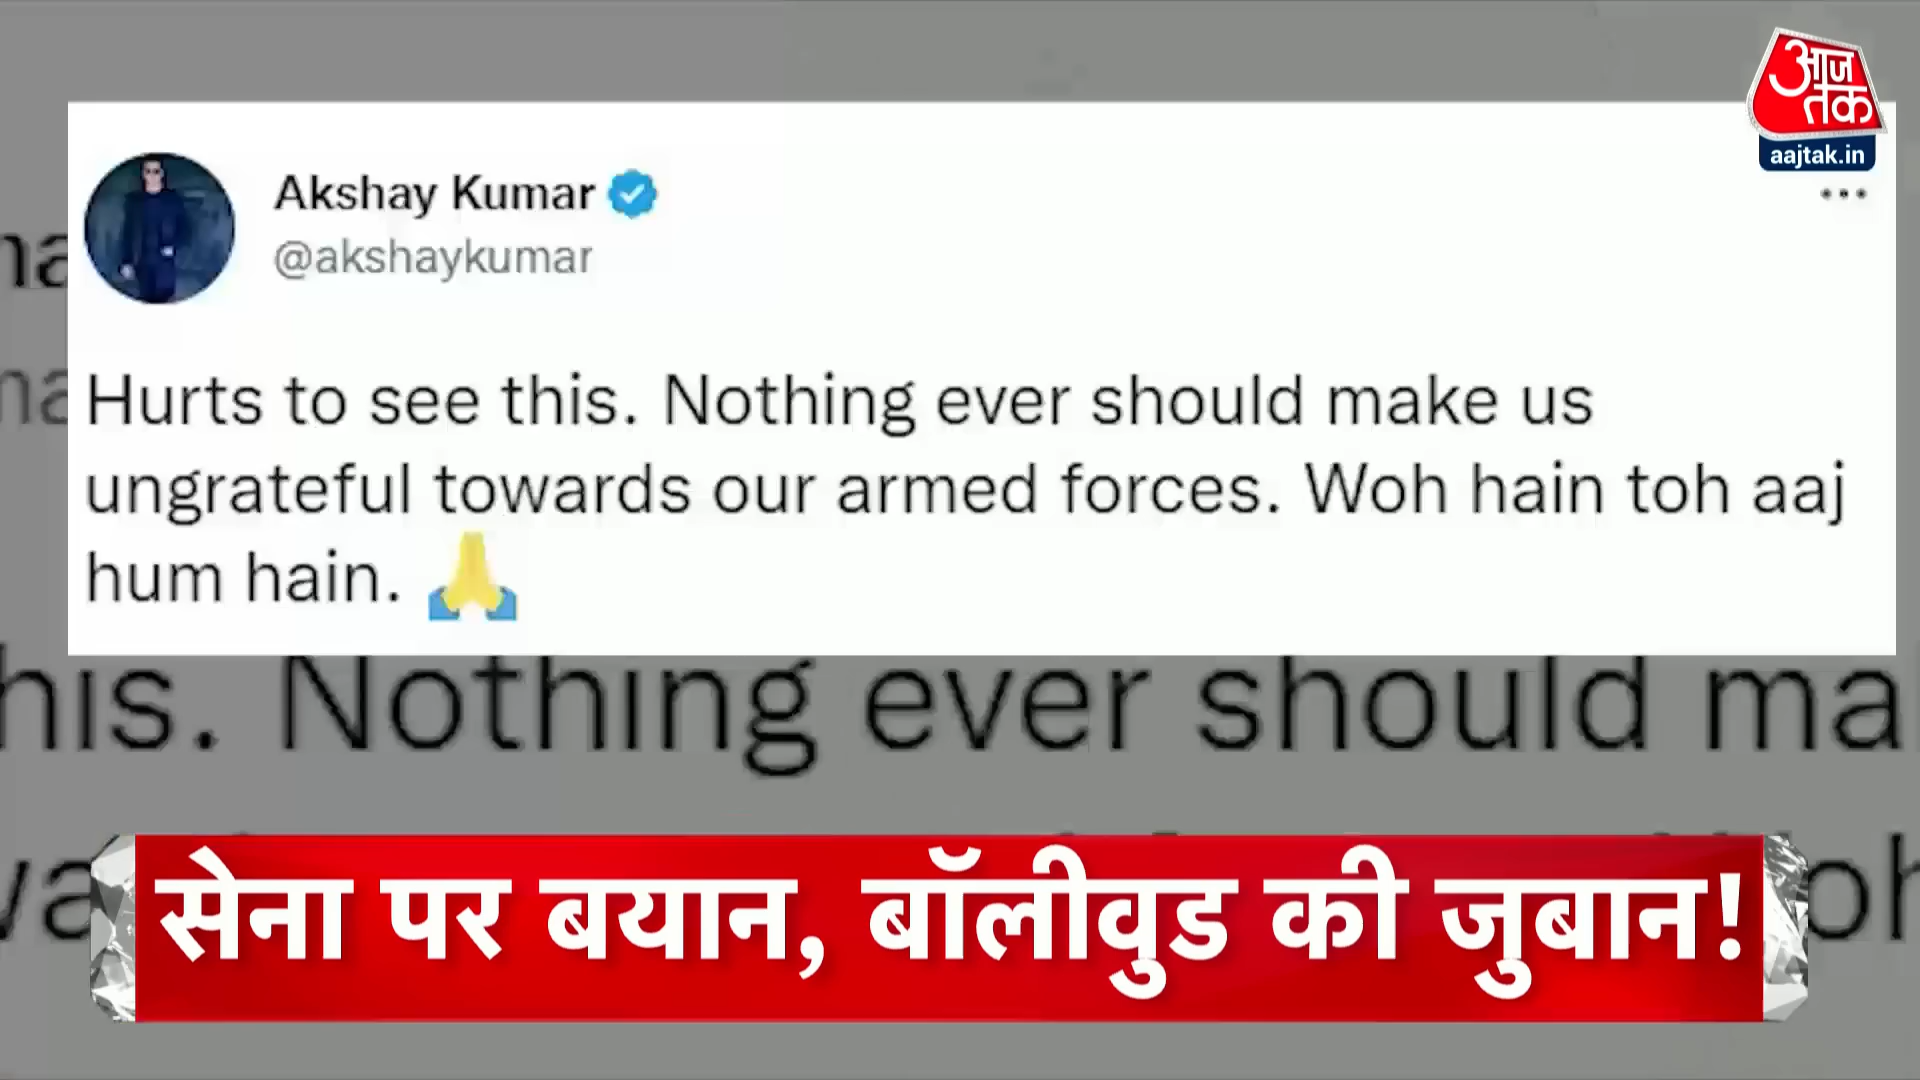 आज
तक
aajtak.in
Akshay Kumar
@akshaykumar
Hurts to see this. Nothing ever should make us
ungrateful towards our armed forces. Woh hain toh aaj
hum hain. 🙏
his. Nothing ever should ma
सेना पर बयान, बॉलीवुड की जुबान!